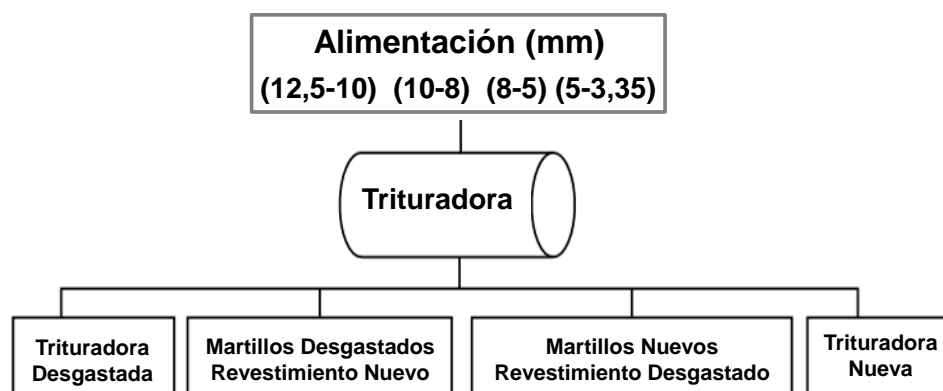 Alimentación (mm)
(12,5-10) (10-8) (8-5) (5-3,35)
Trituradora
Trituradora
Desgastada
Martillos Desgastados
Revestimiento Nuevo
Martillos Nuevos
Revestimiento Desgastado
Trituradora
Nueva